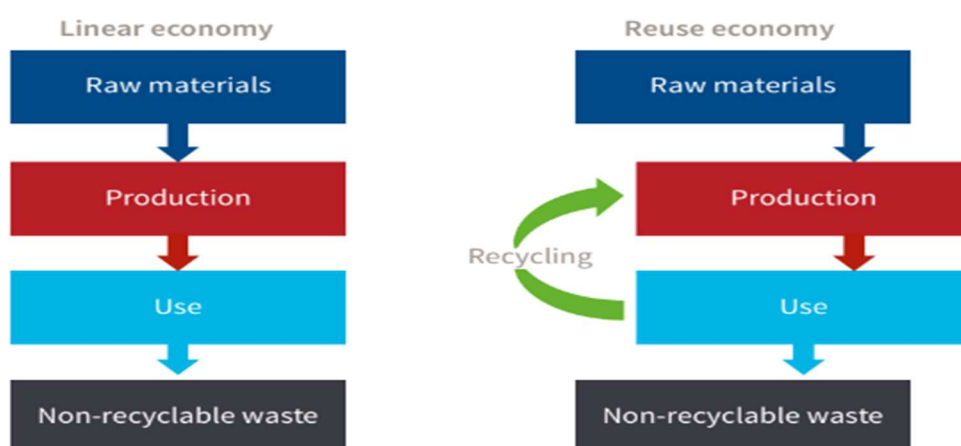 Linear economy
Raw materials
Production
Use
Non-recyclable waste
Reuse economy
Raw materials
Production
Recycling
Use
Non-recyclable waste